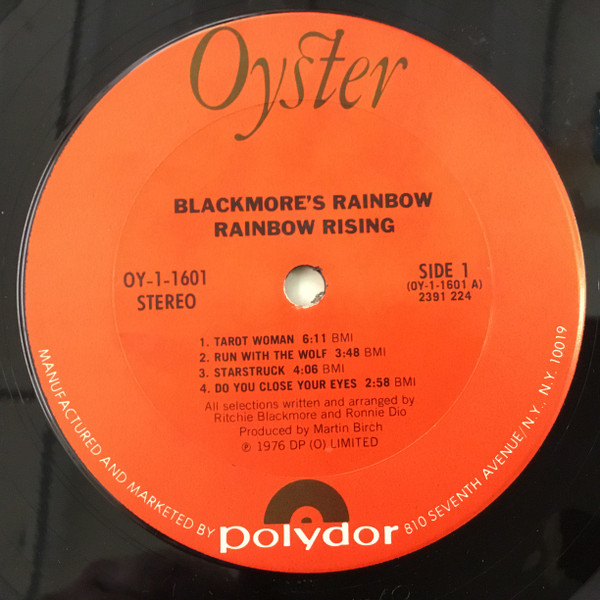 Oyster
BLACKMORE'S RAINBOW
RAINBOW RISING
OY-1-1601
STEREO
SIDE 1
(OY-1-1601 A)
2391 224
1. TAROT WOMAN 6:11 BMI
2. RUN WITH THE WOLF 3:48 BMI
3. STARSTRUCK 4:06 BMI
4. DO YOU CLOSE YOUR EYES 2:58 BMI
All selections written and arranged by
Ritchie Blackmore and Ronnie Dio
Produced by Martin Birch
℗ 1976 DP (O) LIMITED
MANUFACTURED AND MARKETED BY polydor 810 SEVENTH AVENUE/N.Y., N.Y. 10019